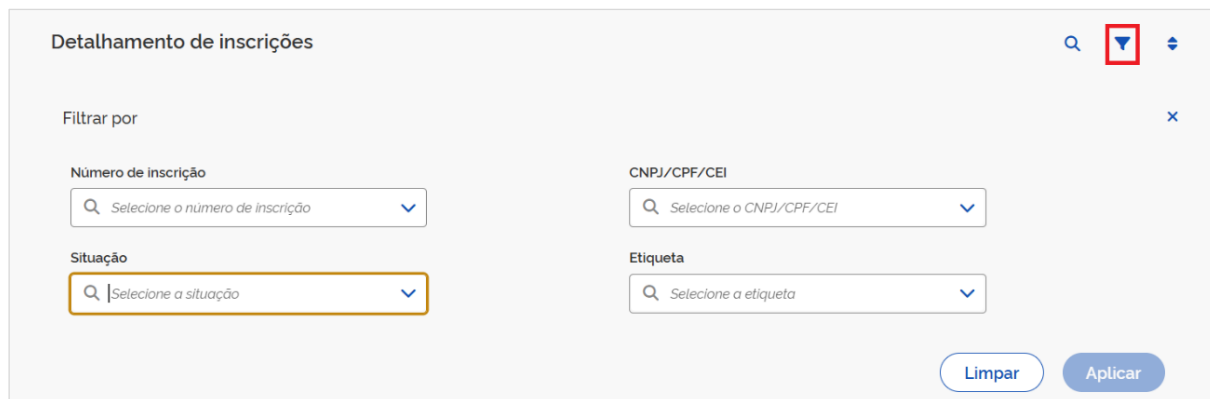 Detalhamento de inscrições
Filtrar por
Número de inscrição
CNPJ/CPF/CEI
Selecione o número de inscrição
Selecione o CNPJ/CPF/CEI
Situação
Etiqueta
Selecione a situação
Selecione a etiqueta
Limpar
Aplicar